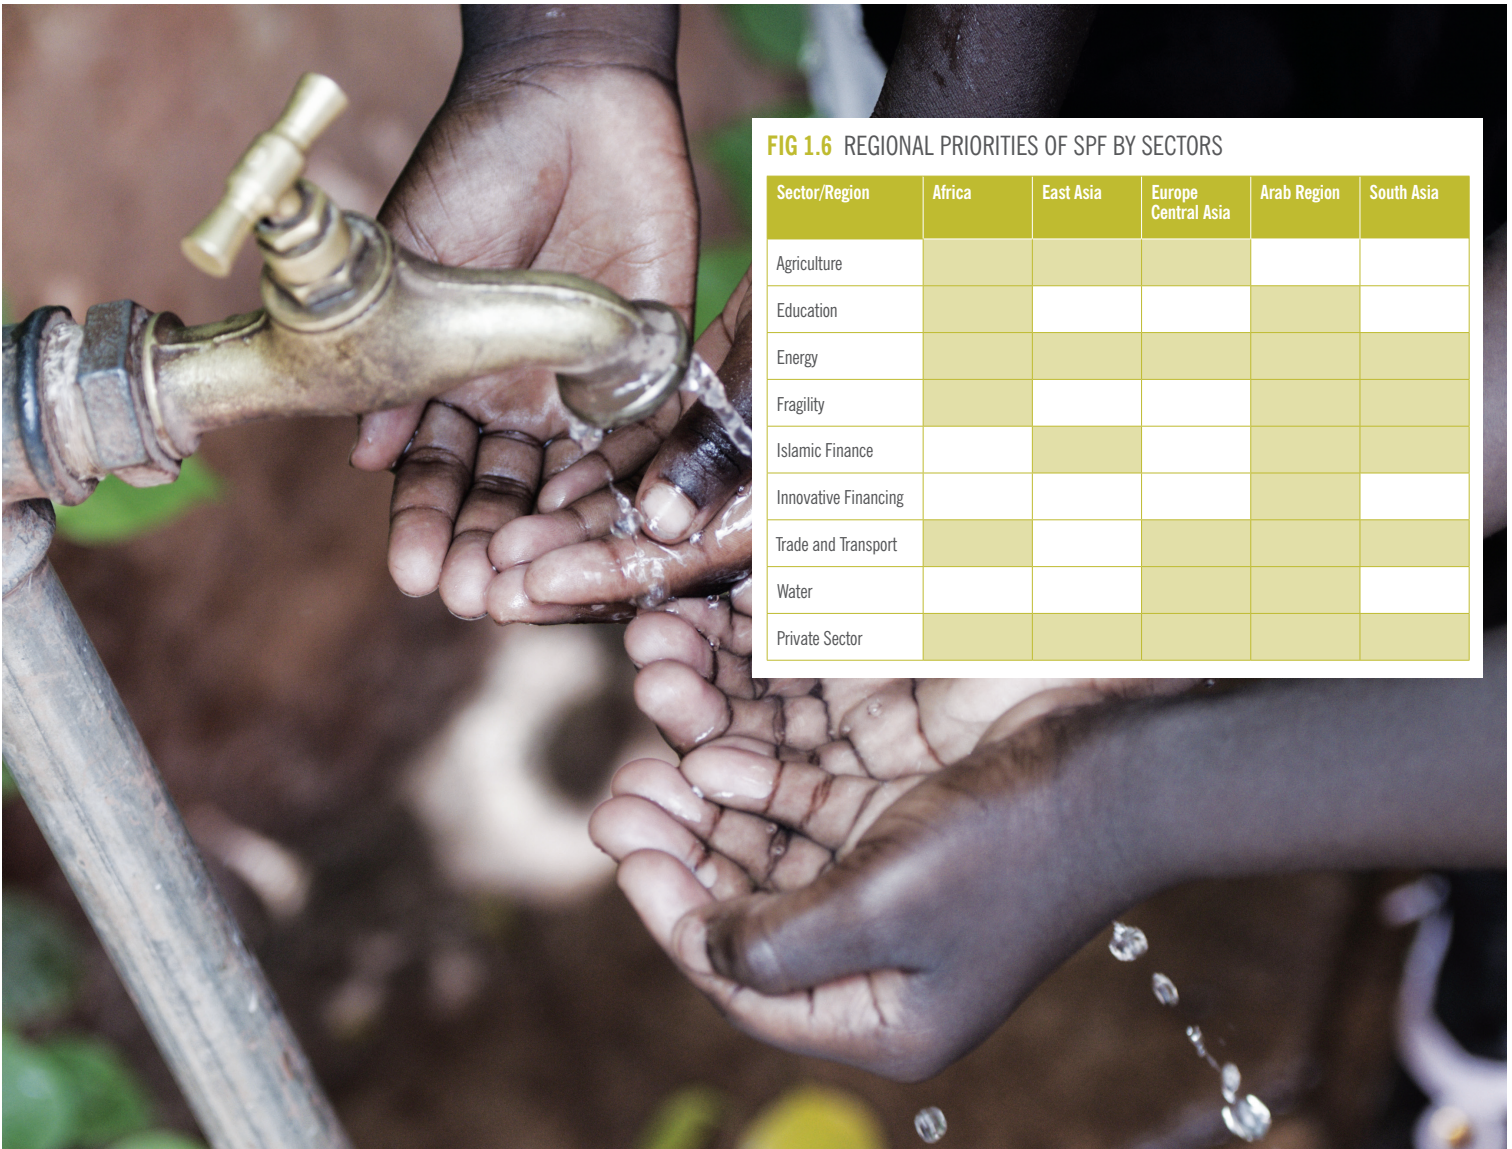 FIG 1.6 REGIONAL PRIORITIES OF SPF BY SECTORS
Sector/Region Africa East Asia Europe Central Asia Arab Region South Asia
Agriculture
Education
Energy
Fragility
Islamic Finance
Innovative Financing
Trade and Transport
Water
Private Sector